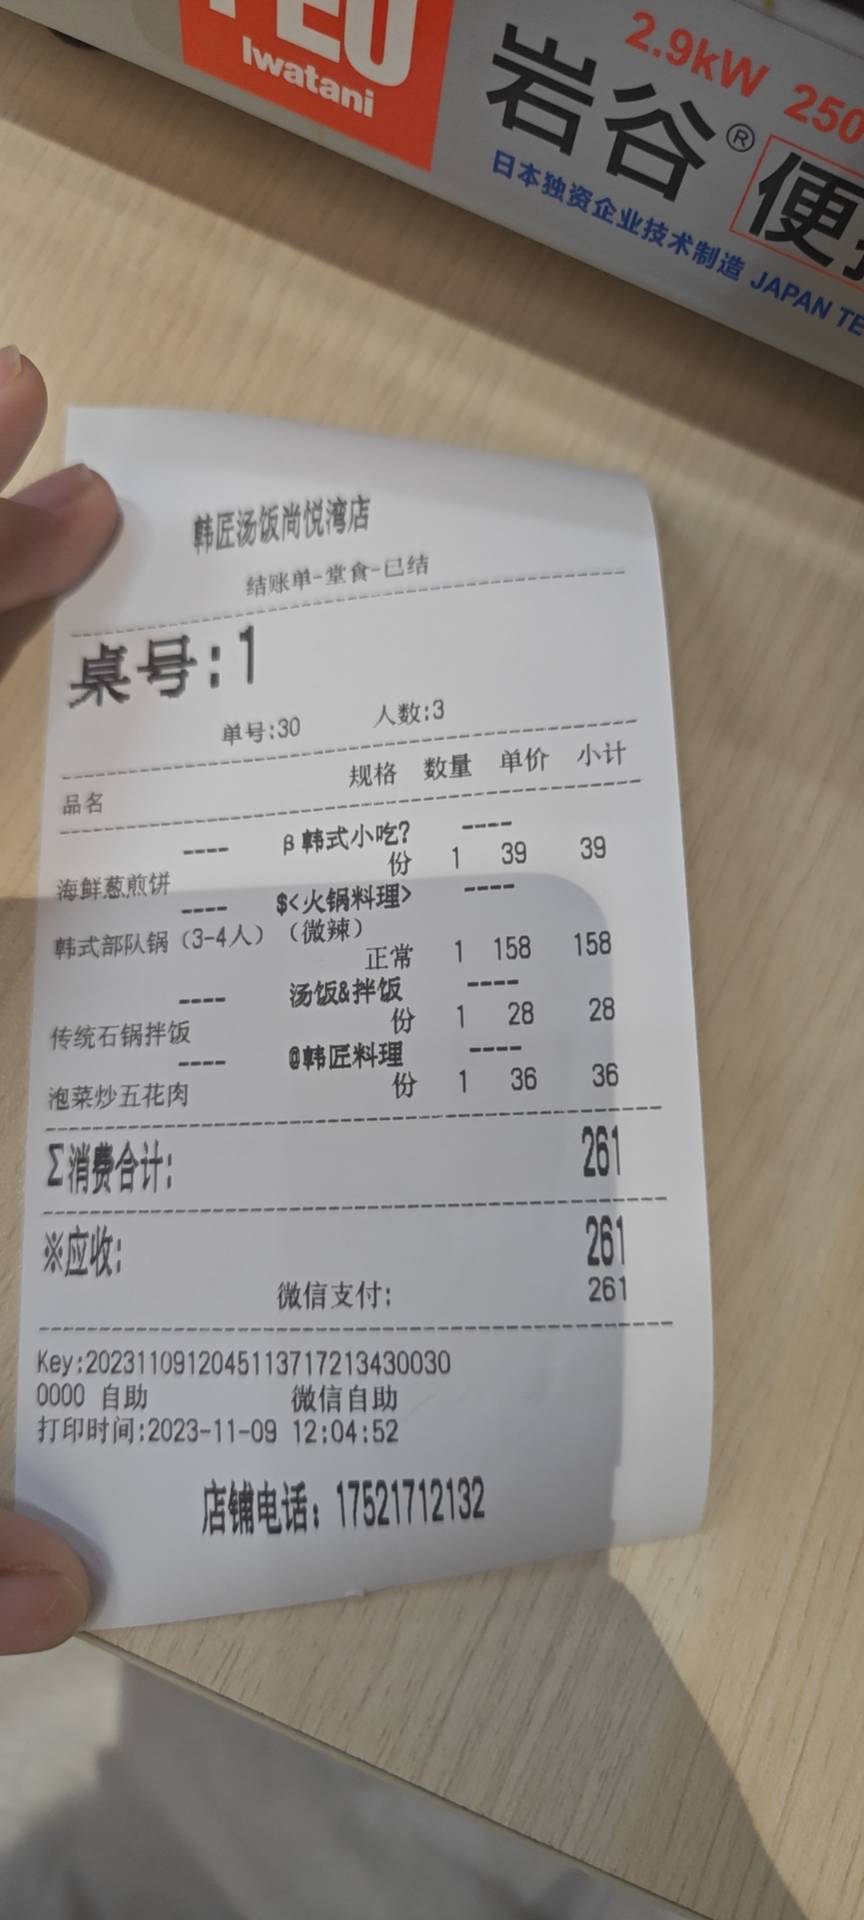 TEU
Iwatani
2.9kW 250
岩谷®便
日本独资企业技术制造 JAPAN TE
韩匠汤饭尚悦湾店
结账单-堂食-已结
桌号:1
单号:30 人数:3
品名 规格 数量 单价 小计
---- β韩式小吃? ----
海鲜葱煎饼 份 1 39 39
---- $<火锅料理> ----
韩式部队锅（3-4人）（微辣）
正常 1 158 158
---- 汤饭&拌饭 ----
传统石锅拌饭 份 1 28 28
---- @韩匠料理 ----
泡菜炒五花肉 份 1 36 36
Σ消费合计: 261
※应收: 261
微信支付: 261
Key:2023110912045113717213430030
0000 自助 微信自助
打印时间:2023-11-09 12:04:52
店铺电话：17521712132